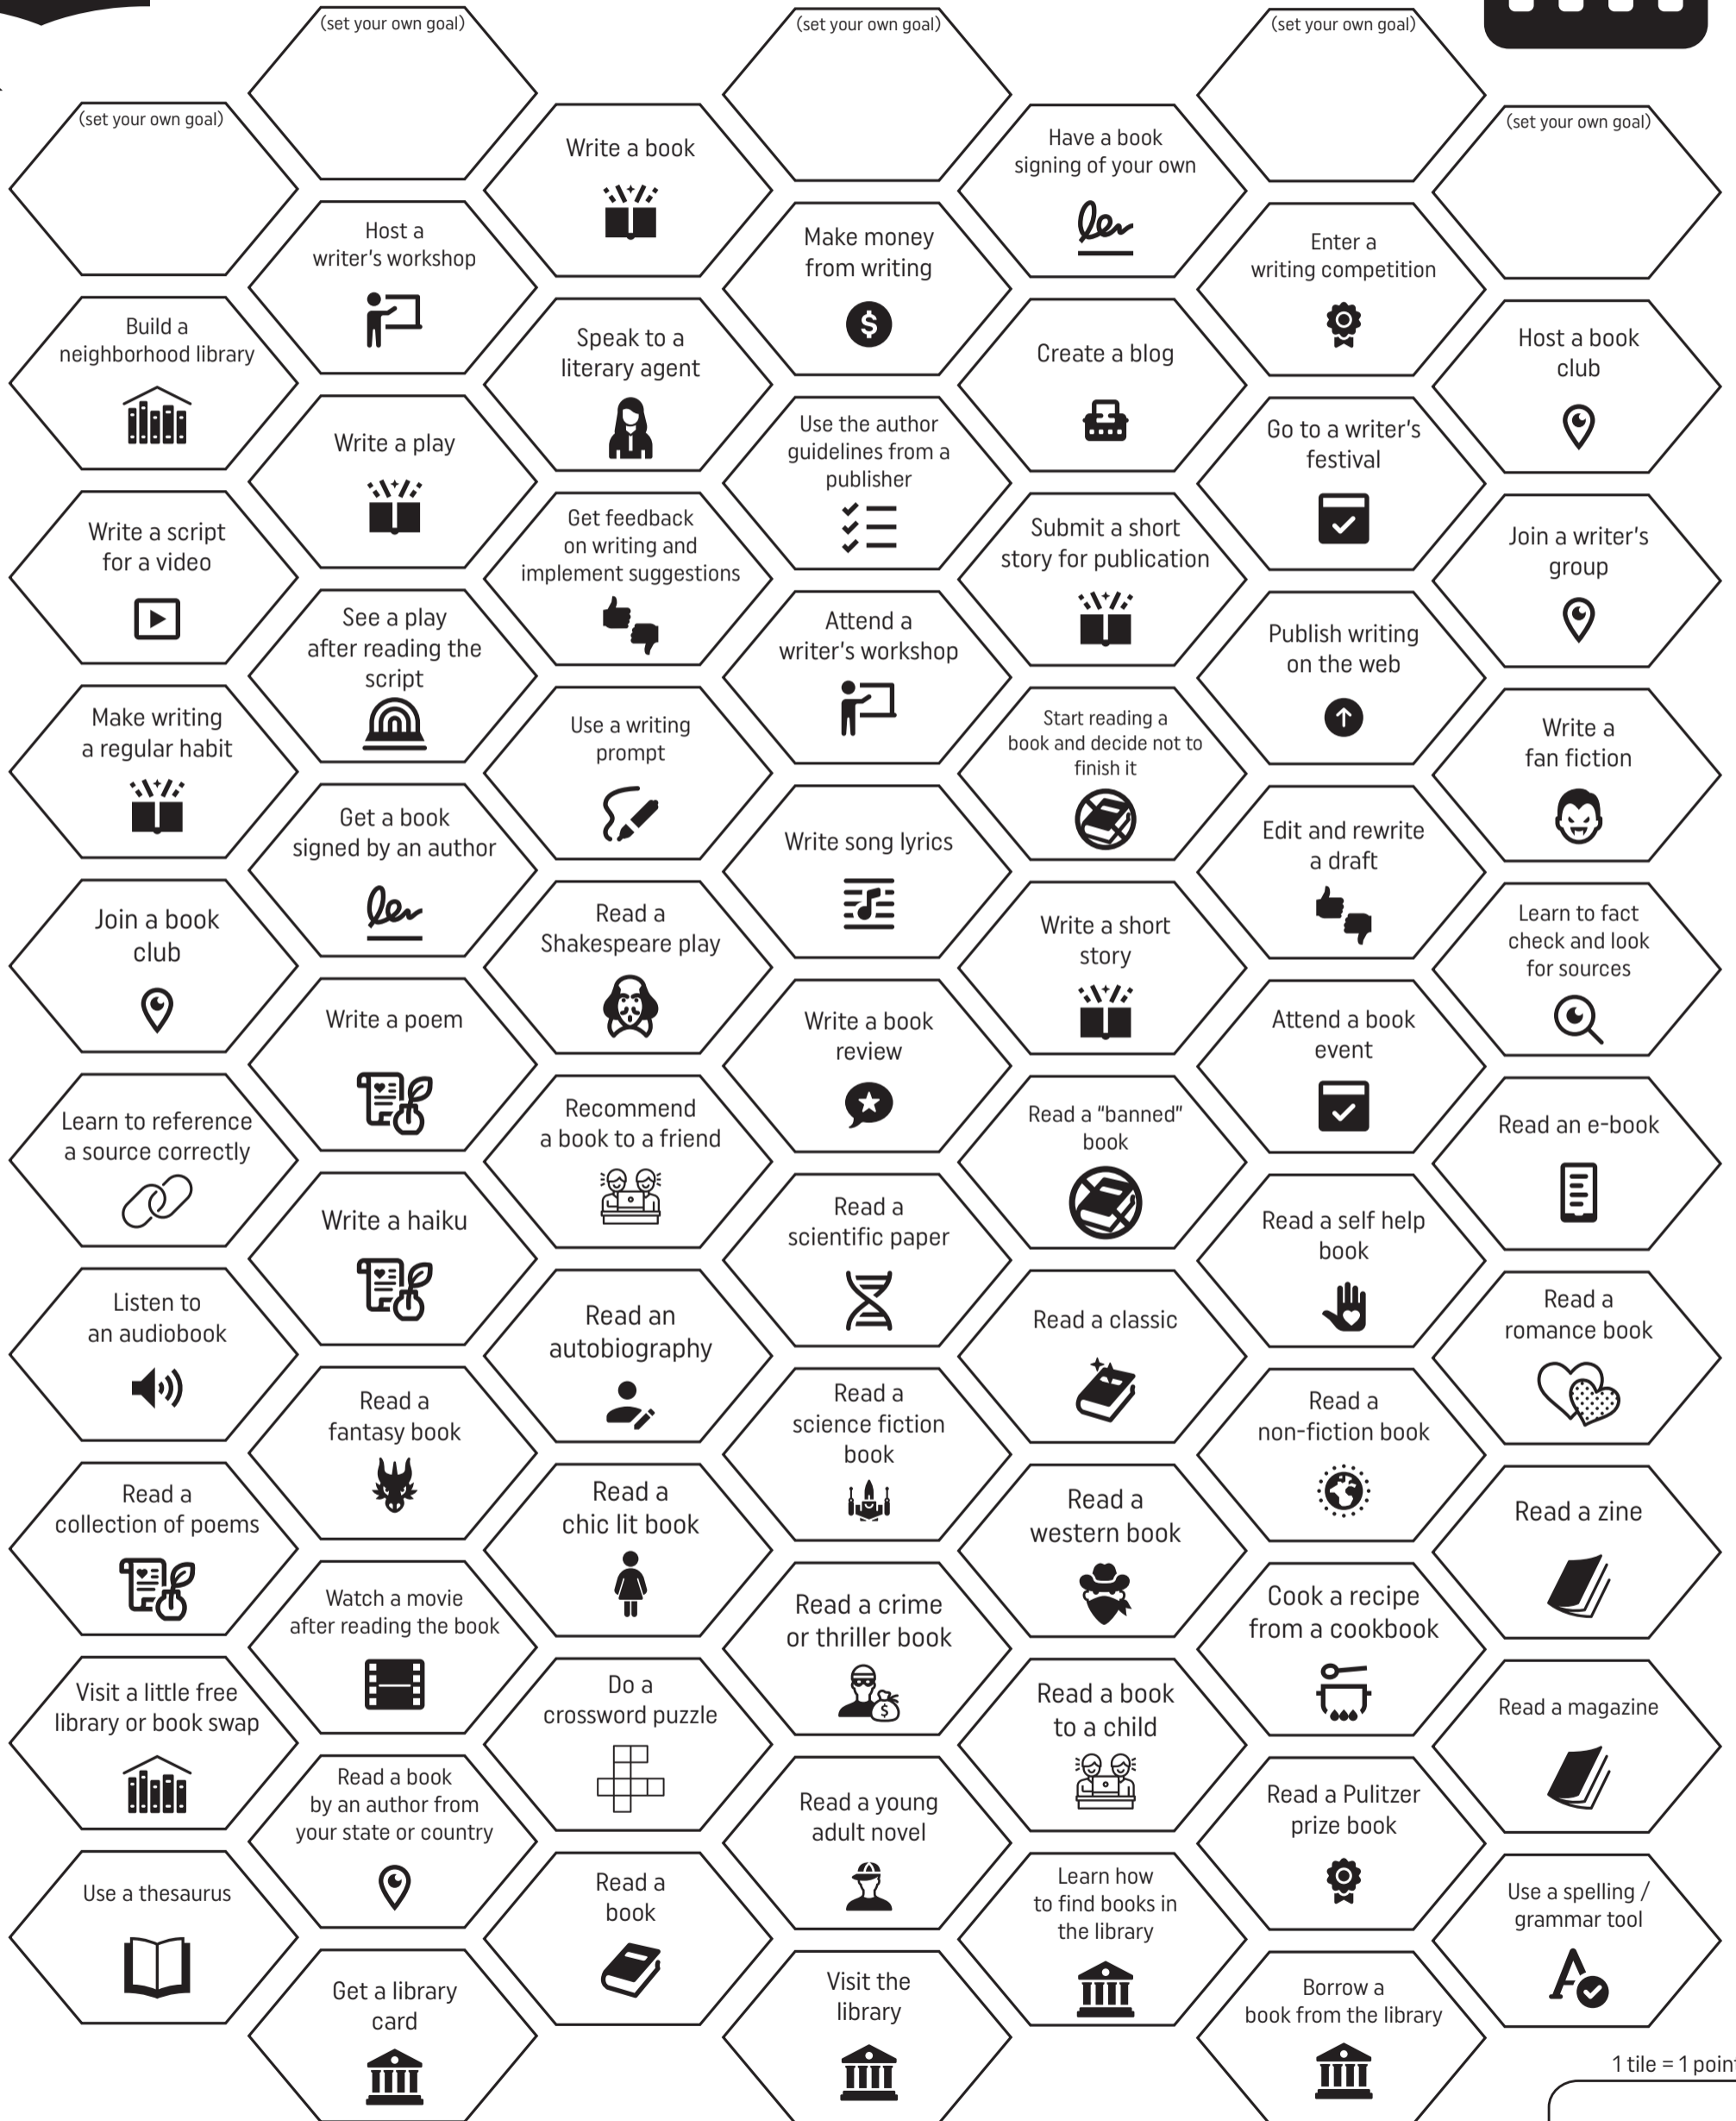 (set your own goal)
(set your own goal)
(set your own goal)
(set your own goal)
(set your own goal)
Write a book
Have a book
signing of your own
Host a
writer's workshop
Make money
from writing
Enter a
writing competition
Build a
neighborhood library
Speak to a
literary agent
Create a blog
Host a book
club
Write a play
Use the author
guidelines from a
publisher
Go to a writer's
festival
Write a script
for a video
Get feedback
on writing and
implement suggestions
Submit a short
story for publication
Join a writer's
group
See a play
after reading the
script
Attend a
writer's workshop
Publish writing
on the web
Make writing
a regular habit
Use a writing
prompt
Start reading a
book and decide not to
finish it
Write a
fan fiction
Get a book
signed by an author
Write song lyrics
Edit and rewrite
a draft
Join a book
club
Read a
Shakespeare play
Write a short
story
Learn to fact
check and look
for sources
Write a poem
Write a book
review
Attend a book
event
Learn to reference
a source correctly
Recommend
a book to a friend
Read a "banned"
book
Read an e-book
Write a haiku
Read a
scientific paper
Read a self help
book
Listen to
an audiobook
Read an
autobiography
Read a classic
Read a
romance book
Read a
fantasy book
Read a
science fiction
book
Read a
non-fiction book
Read a
collection of poems
Read a
chic lit book
Read a
western book
Read a zine
Watch a movie
after reading the book
Read a crime
or thriller book
Cook a recipe
from a cookbook
Visit a little free
library or book swap
Do a
crossword puzzle
Read a book
to a child
Read a magazine
Read a book
by an author from
your state or country
Read a young
adult novel
Read a Pulitzer
prize book
Use a thesaurus
Read a
book
Learn how
to find books in
the library
Use a spelling /
grammar tool
Get a library
card
Visit the
library
Borrow a
book from the library
1 tile = 1 point